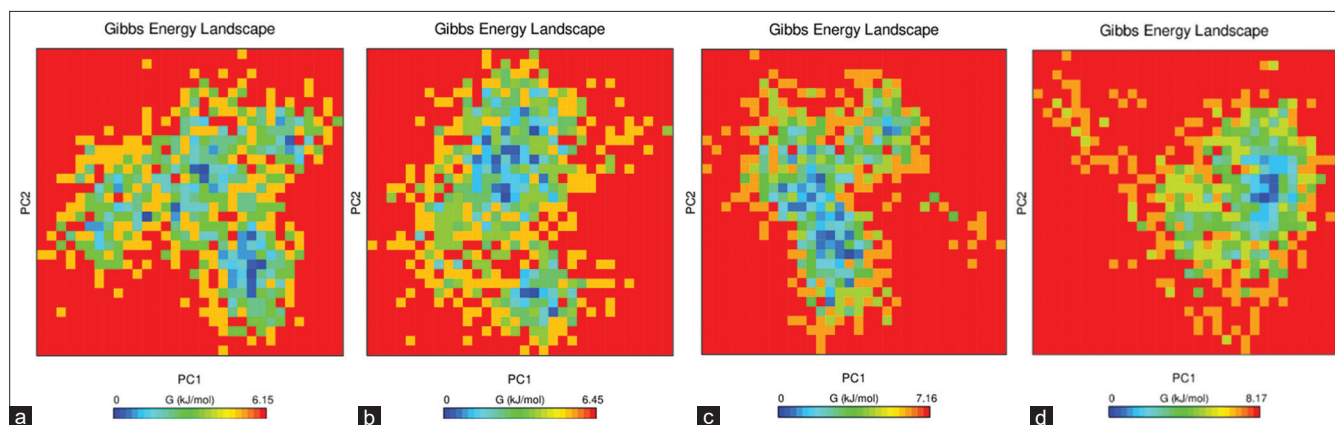 Gibbs Energy Landscape
PC2
PC1
0 G (kJ/mol) 6.15
a
Gibbs Energy Landscape
PC2
PC1
0 G (kJ/mol) 6.45
b
Gibbs Energy Landscape
PC2
PC1
0 G (kJ/mol) 7.16
c
Gibbs Energy Landscape
PC2
PC1
0 G (kJ/mol) 8.17
d